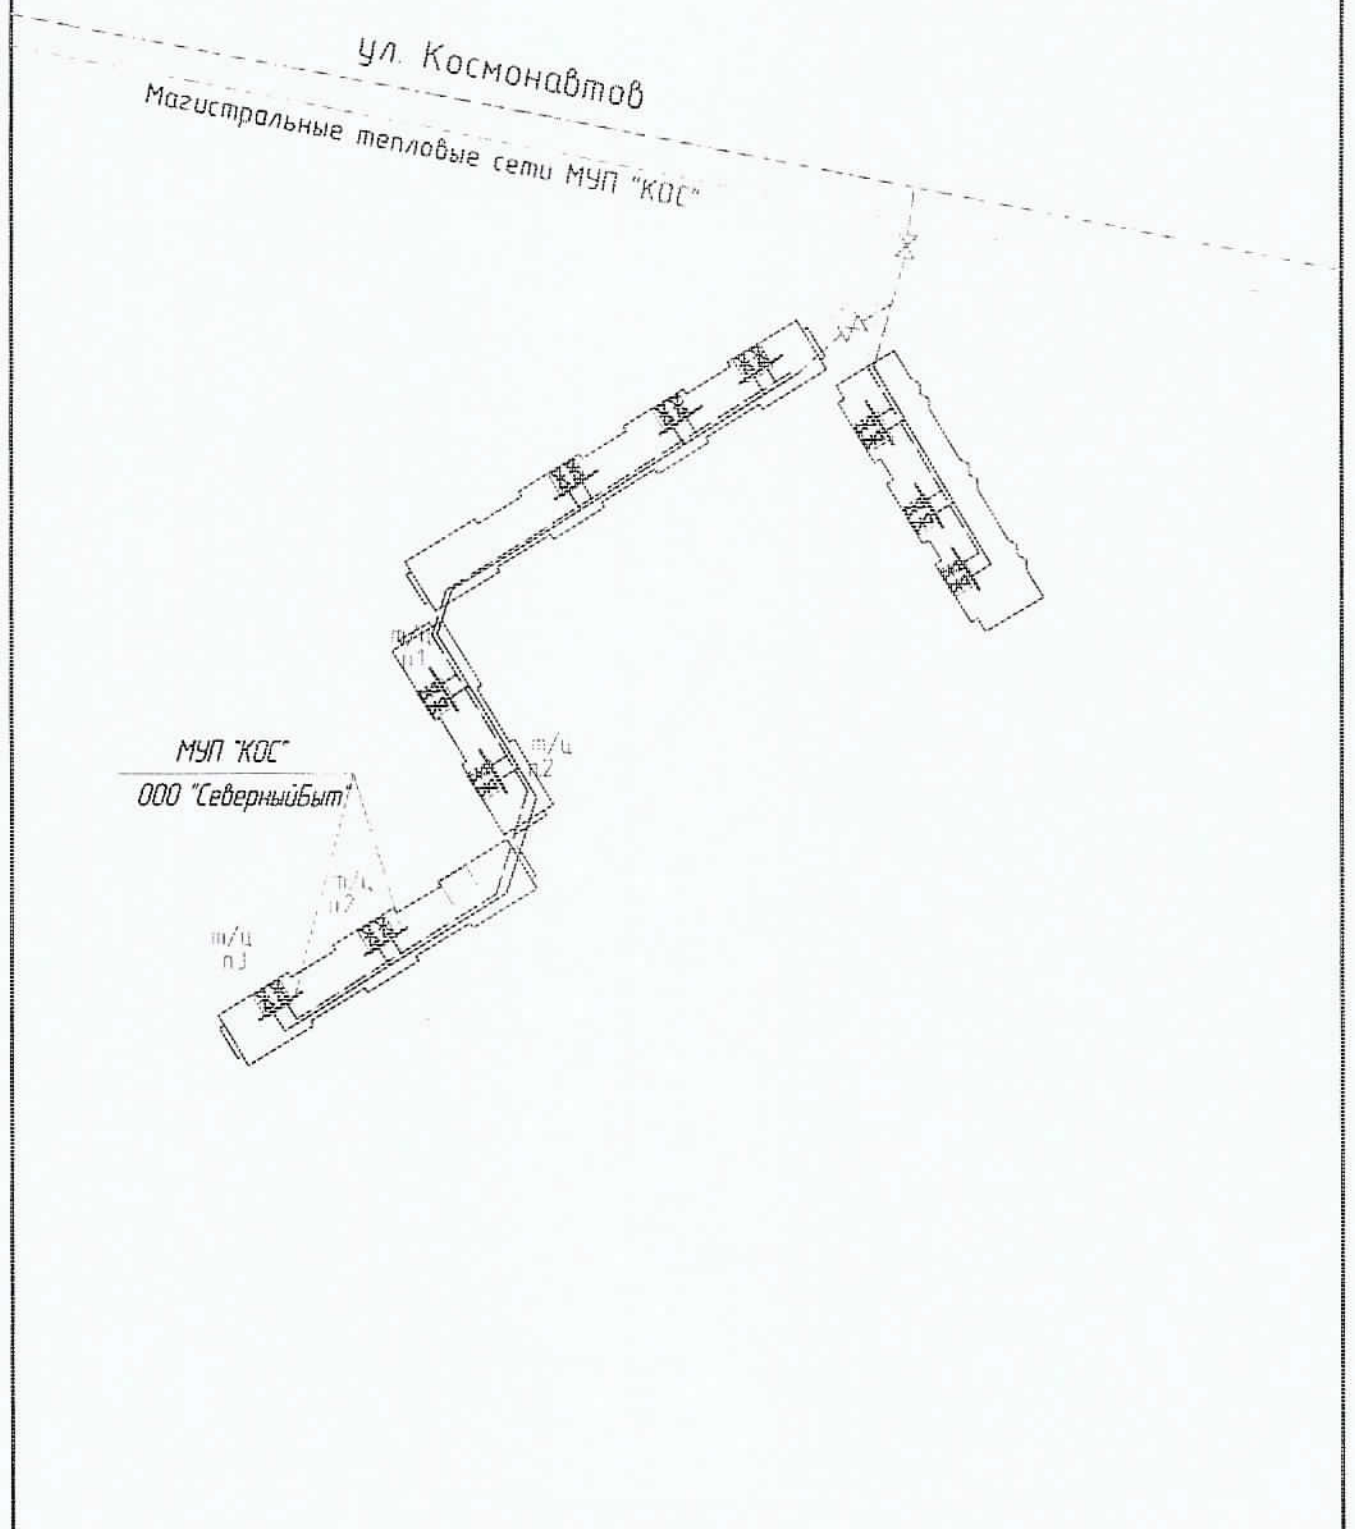 ул. Космонавтов
Магистральные тепловые сети МУП "КОС"
т/ц
п1
МУП "КОС"
ООО "СеверныйБыт"
т/ц
п2
т/ц
п2
т/ц
п3